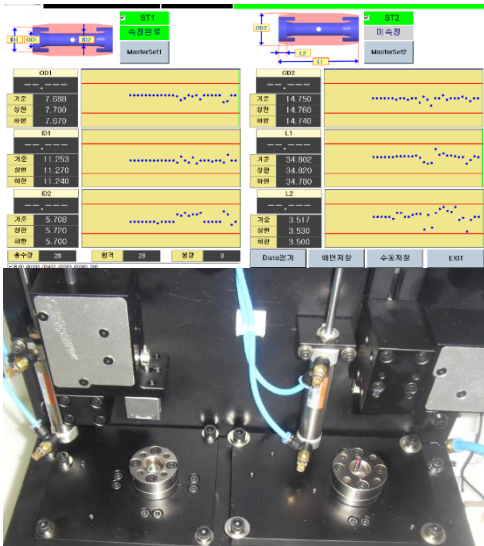 ST1
측정완료
MasterSet1
ID1
OD1
ID2
ST2
미측정
MasterSet2
OD2
L2
L1
OD1
--.---
기준 7.688
상한 7.700
하한 7.670
ID1
--.---
기준 11.253
상한 11.270
하한 11.240
ID2
--.---
기준 5.708
상한 5.720
하한 5.700
OD2
--.---
기준 14.750
상한 14.760
하한 14.740
L1
--.---
기준 34.802
상한 34.820
하한 34.780
L2
--.---
기준 3.517
상한 3.530
하한 3.500
총수량 28 합격 28 불량 0
Data읽기 화면저장 수동저장 EXIT